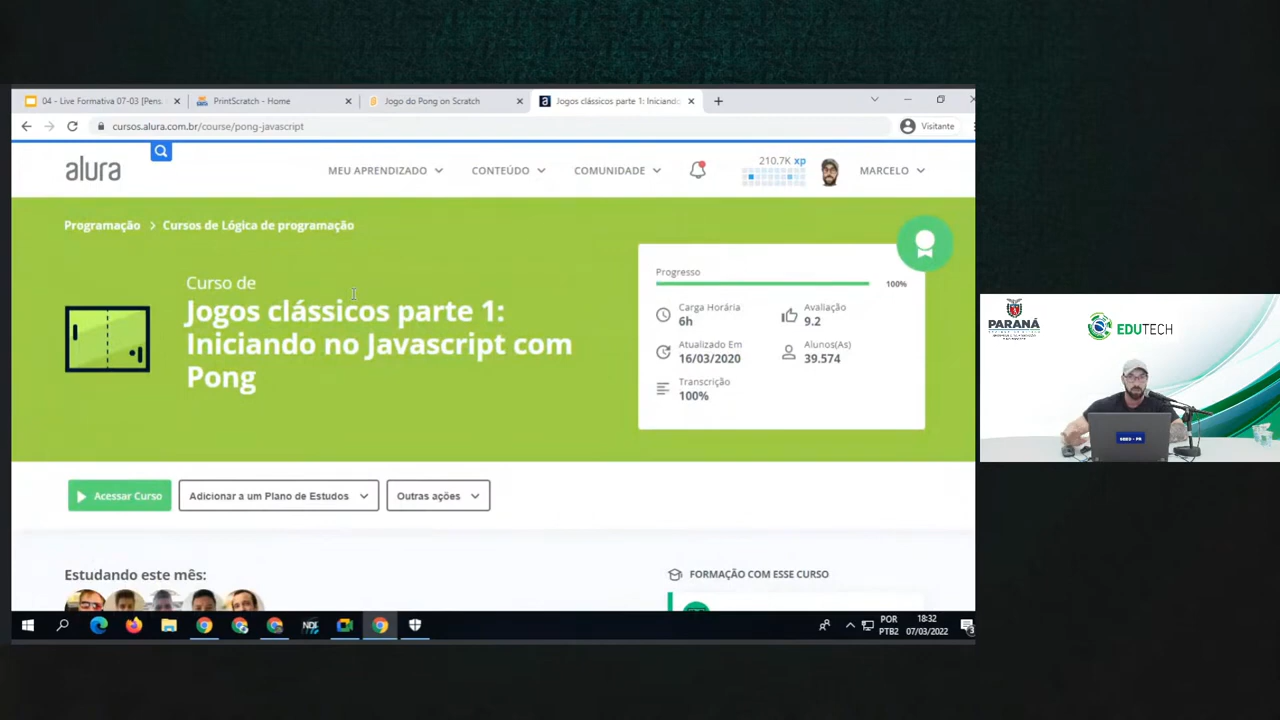 04 - Live Formativa 07-03 [Pens
PrintScratch - Home
Jogo do Pong on Scratch
Jogos clássicos parte 1: Iniciand
cursos.alura.com.br/course/pong-javascript
Visitante
alura
MEU APRENDIZADO
CONTEÚDO
COMUNIDADE
210.7K xp
MARCELO
Programação > Cursos de Lógica de programação
Curso de
Jogos clássicos parte 1:
Iniciando no Javascript com
Pong
Progresso
100%
Carga Horária
6h
Avaliação
9.2
Atualizado Em
16/03/2020
Alunos(As)
39.574
Transcrição
100%
Acessar Curso
Adicionar a um Plano de Estudos
Outras ações
Estudando este mês:
FORMAÇÃO COM ESSE CURSO
POR
PTB2
18:32
07/03/2022
3
PARANÁ
EDUTECH
SEED - PR